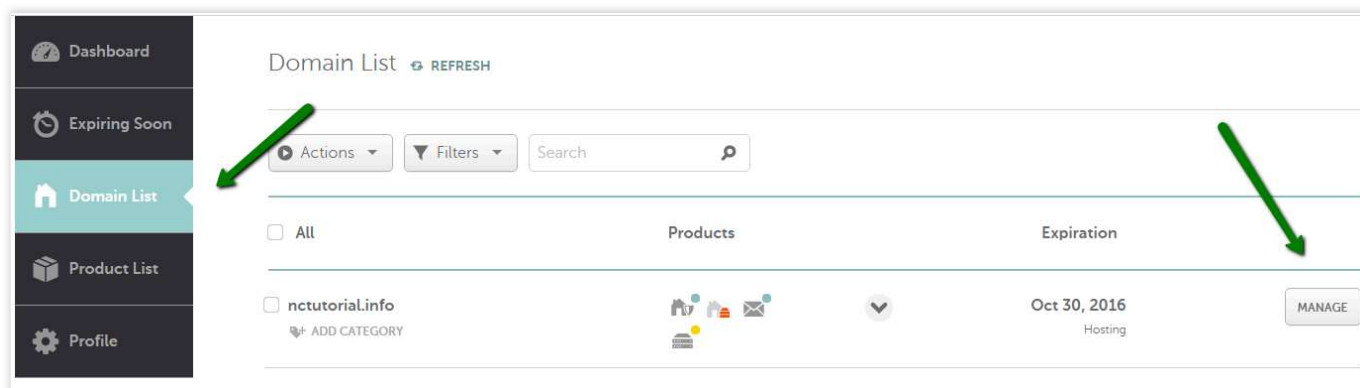 Dashboard
Expiring Soon
Domain List
Product List
Profile
Domain List REFRESH
Actions Filters Search
All Products Expiration
nctutorial.info Oct 30, 2016 MANAGE
ADD CATEGORY Hosting